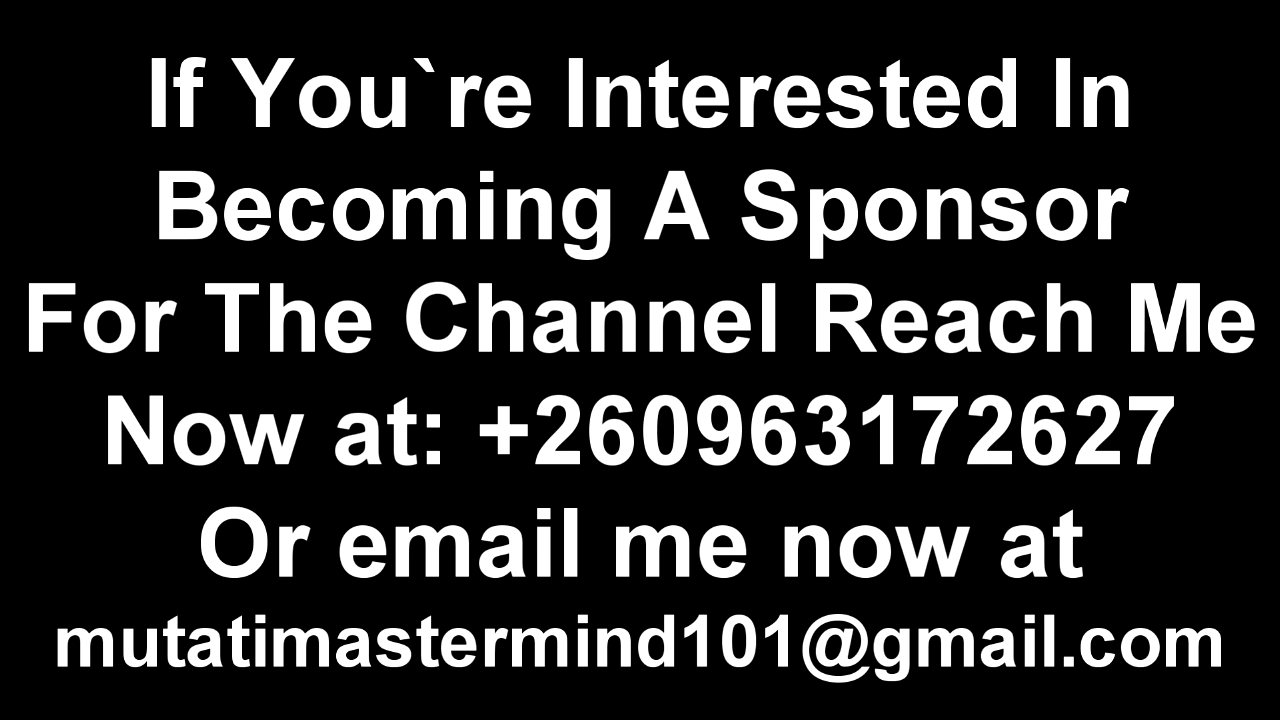 If You`re Interested In
Becoming A Sponsor
For The Channel Reach Me
Now at: +260963172627
Or email me now at
mutatimastermind101@gmail.com